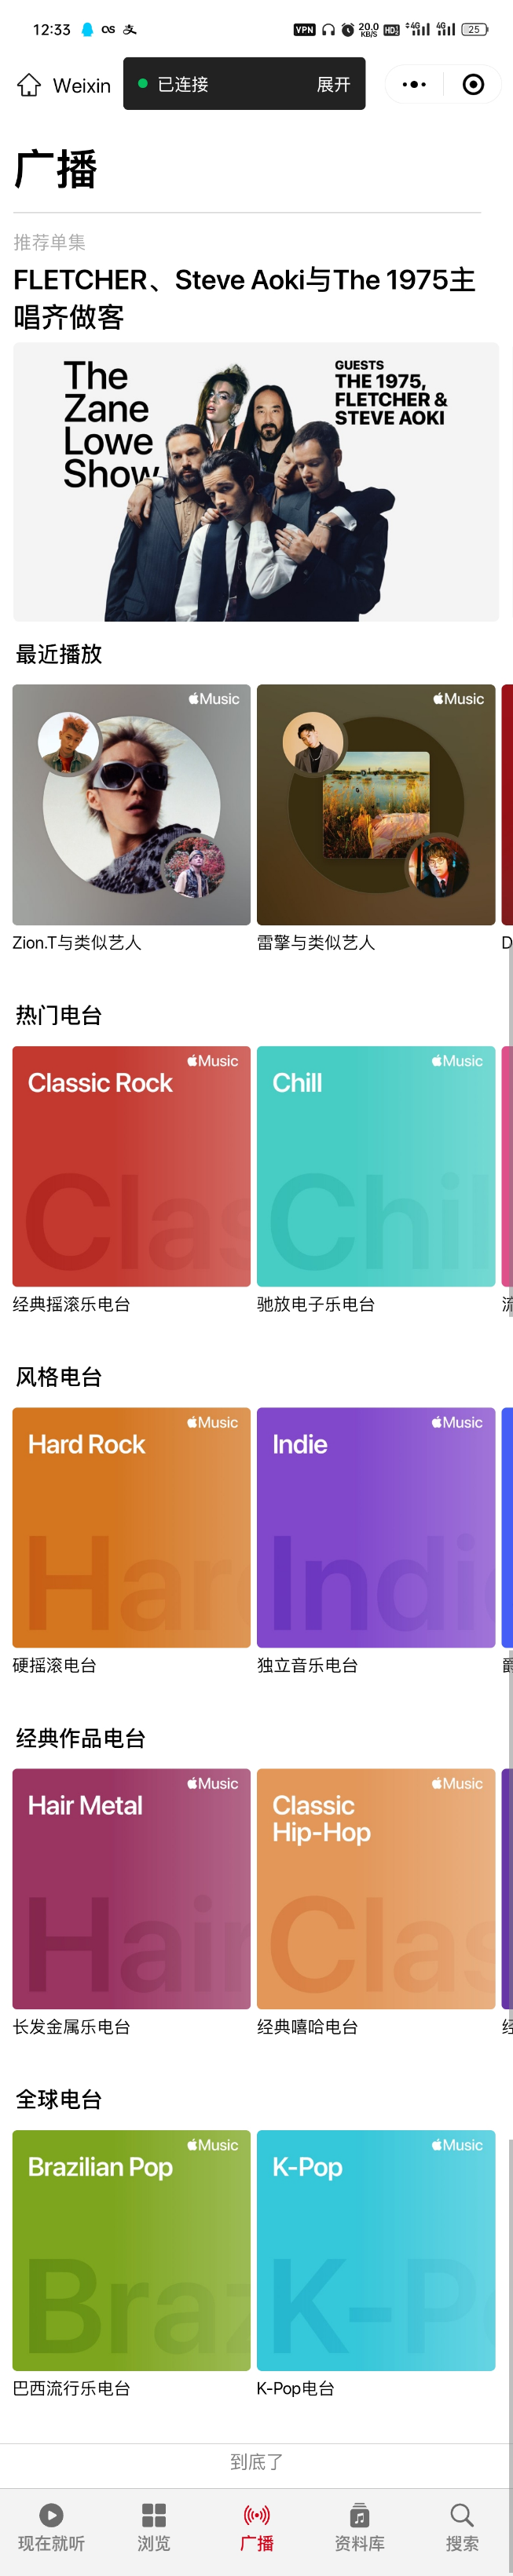 12:33
VPN 20.0 KB/S HD 4G 4G 25
Weixin 已连接 展开
广播
推荐单集
FLETCHER、Steve Aoki与The 1975主
唱齐做客
The
Zane
Lowe
Show
GUESTS
THE 1975,
FLETCHER &
STEVE AOKI
最近播放
Music Music
Zion.T与类似艺人 雷擎与类似艺人 D
热门电台
Music Music
Classic Rock Chill
Clas Chil
经典摇滚乐电台 驰放电子乐电台 流
风格电台
Music Music
Hard Rock Indie
Hard Indie
硬摇滚电台 独立音乐电台 爵
经典作品电台
Music Music
Hair Metal Classic
Hip-Hop
Hair Clas
长发金属乐电台 经典嘻哈电台 经
全球电台
Music Music
Brazilian Pop K-Pop
Braz K-P
巴西流行乐电台 K-Pop电台
到底了
现在就听 浏览 广播 资料库 搜索